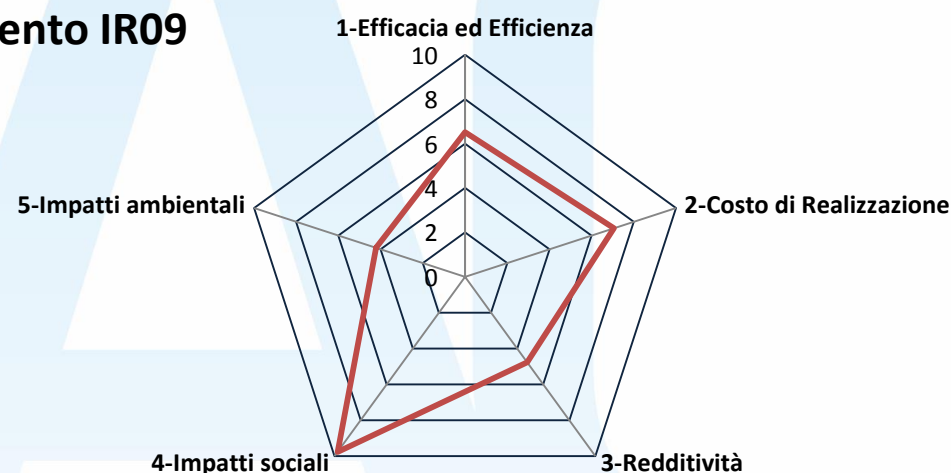 ento IR09
1-Efficacia ed Efficienza
10
8
6
4
2
0
5-Impatti ambientali
2-Costo di Realizzazione
4-Impatti sociali
3-Redditività